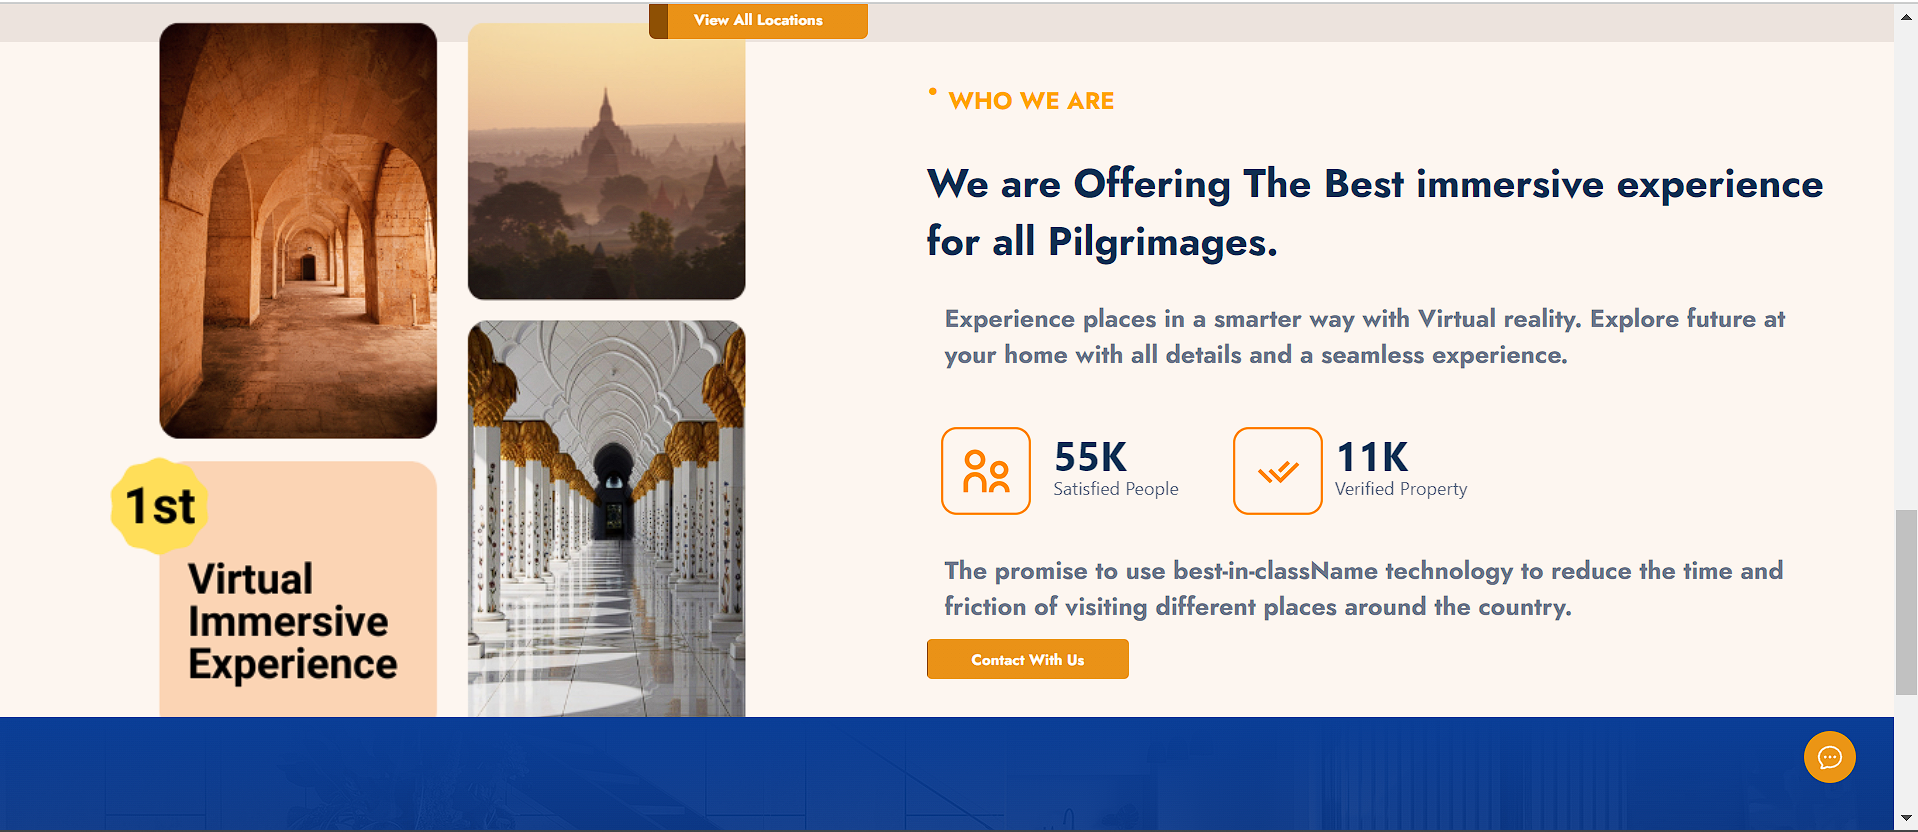 View All Locations
WHO WE ARE
We are Offering The Best immersive experience
for all Pilgrimages.
Experience places in a smarter way with Virtual reality. Explore future at
your home with all details and a seamless experience.
55K
Satisfied People
11K
Verified Property
The promise to use best-in-className technology to reduce the time and
friction of visiting different places around the country.
Contact With Us
1st
Virtual
Immersive
Experience